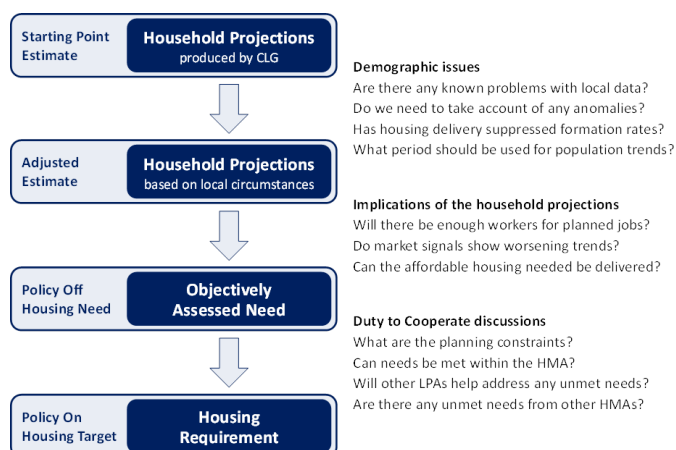 Starting Point
Estimate
Household Projections
produced by CLG
Demographic issues
Are there any known problems with local data?
Do we need to take account of any anomalies?
Has housing delivery suppressed formation rates?
What period should be used for population trends?
Adjusted
Estimate
Household Projections
based on local circumstances
Implications of the household projections
Will there be enough workers for planned jobs?
Do market signals show worsening trends?
Can the affordable housing needed be delivered?
Policy Off
Housing Need
Objectively
Assessed Need
Duty to Cooperate discussions
What are the planning constraints?
Can needs be met within the HMA?
Will other LPAs help address any unmet needs?
Are there any unmet needs from other HMAs?
Policy On
Housing Target
Housing
Requirement